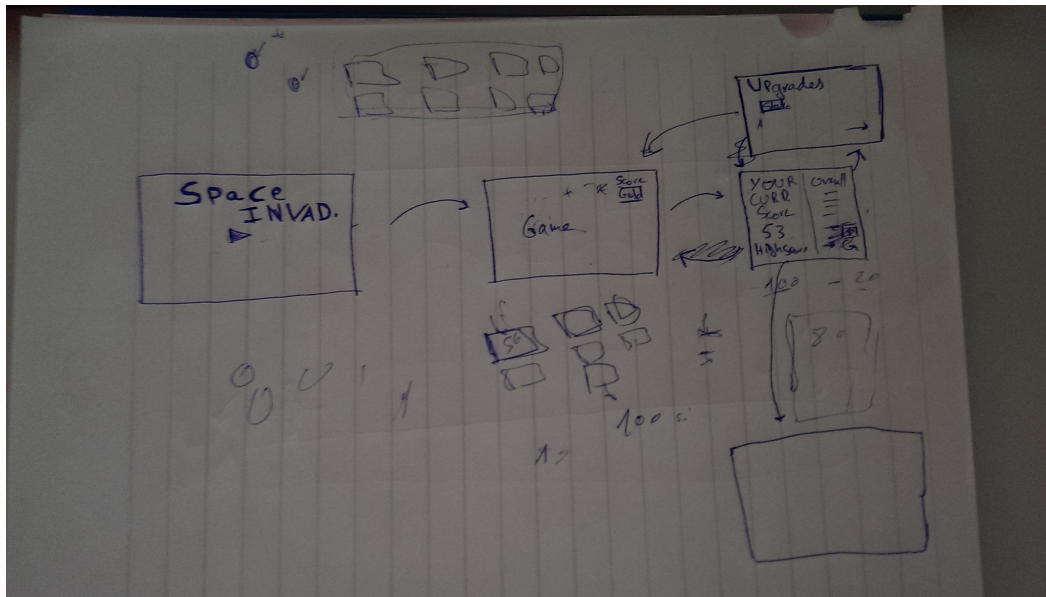 Space
INVAD.
Score
Gold
Game
Upgrades
YOUR
CURR
Score
53
Highscore
Overall
G
100 - 20
80
50
100